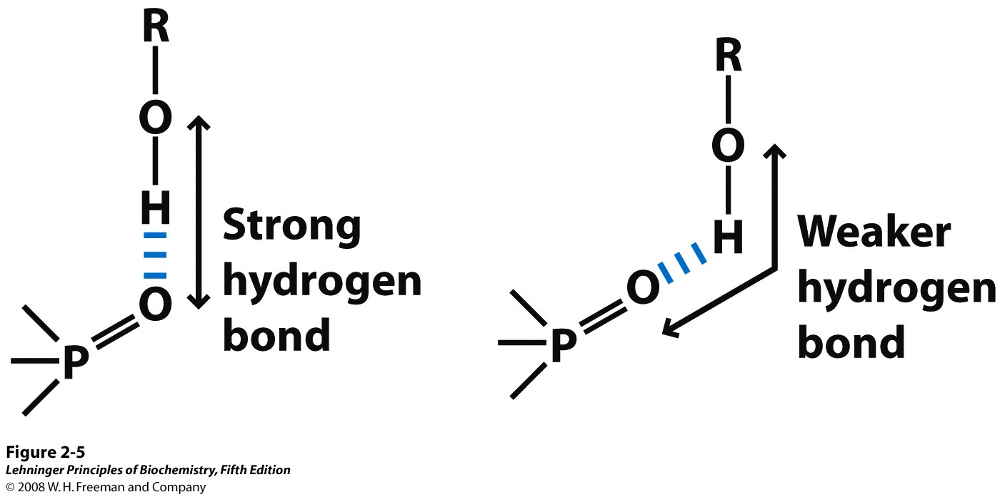 R
O
H
O
P
Strong
hydrogen
bond
R
O
H
O
P
Weaker
hydrogen
bond
Figure 2-5
Lehninger Principles of Biochemistry, Fifth Edition
© 2008 W. H. Freeman and Company